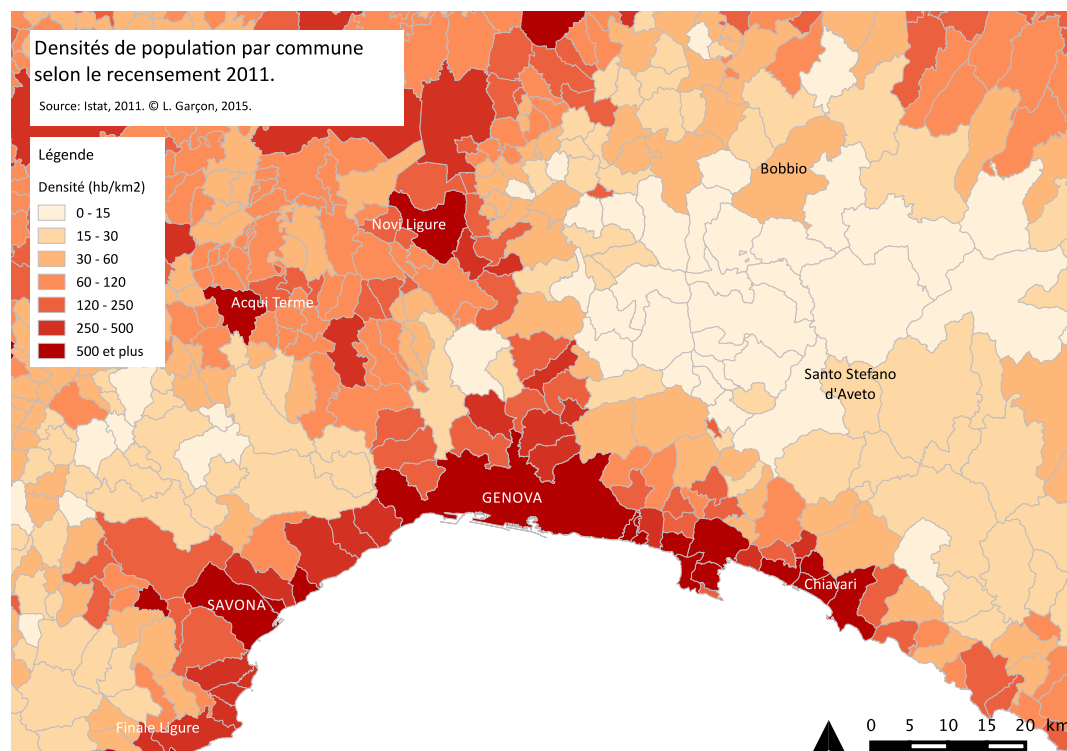 Densités de population par commune
selon le recensement 2011.
Source: Istat, 2011. © L. Garçon, 2015.
Légende
Densité (hb/km2)
0 - 15
15 - 30
30 - 60
60 - 120
120 - 250
250 - 500
500 et plus
Bobbio
Novi Ligure
Acqui Terme
Santo Stefano
d'Aveto
GENOVA
Chiavari
SAVONA
Finale Ligure
0 5 10 15 20 km